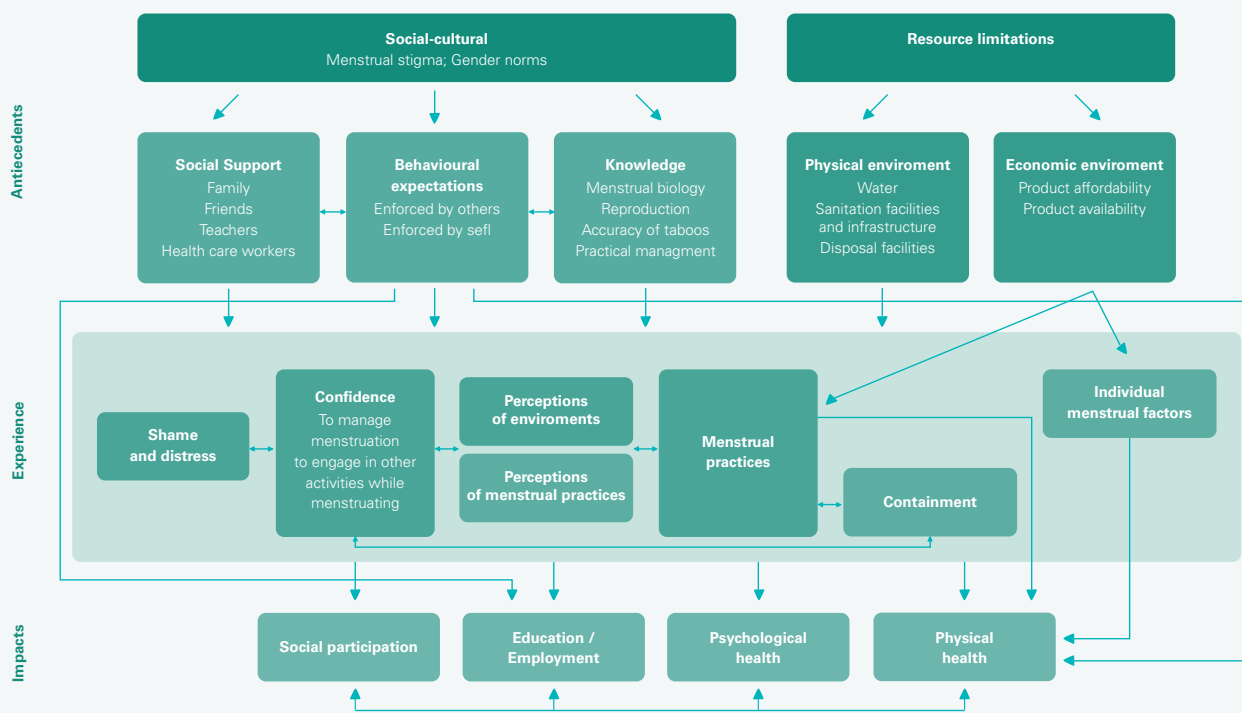 Antiecedents
Social-cultural
Menstrual stigma; Gender norms
Resource limitations
Social Support
Family
Friends
Teachers
Health care workers
Behavioural
expectations
Enforced by others
Enforced by sefl
Knowledge
Menstrual biology
Reproduction
Accuracy of taboos
Practical managment
Physical enviroment
Water
Sanitation facilities
and infrastructure
Disposal facilities
Economic enviroment
Product affordability
Product availability
Experience
Shame
and distress
Confidence
To manage
menstruation
to engage in other
activities while
menstruating
Perceptions
of enviroments
Perceptions
of menstrual practices
Menstrual
practices
Containment
Individual
menstrual factors
Impacts
Social participation
Education /
Employment
Psychological
health
Physical
health